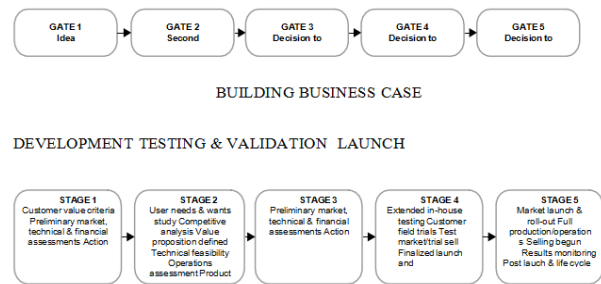 GATE 1
Idea
GATE 2
Second
GATE 3
Decision to
GATE 4
Decision to
GATE 5
Decision to
BUILDING BUSINESS CASE
DEVELOPMENT TESTING & VALIDATION LAUNCH
STAGE 1
Customer value criteria
Preliminary market,
technical & financial
assessments Action
STAGE 2
User needs & wants
study Competitive
analysis Value
proposition defined
Technical feasibility
Operations
assessment Product
STAGE 3
Preliminary market,
technical & financial
assessments Action
STAGE 4
Extended in-house
testing Customer
field trials Test
market/trial sell
Finalized launch
and
STAGE 5
Market launch &
roll-out Full
production/operation
s Selling begun
Results monitoring
Post lauch & life cycle